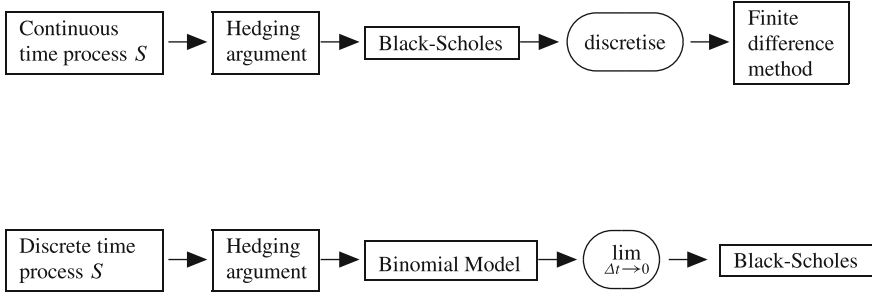 Continuous
time process S
Hedging
argument
Black-Scholes
discretise
Finite
difference
method
Discrete time
process S
Hedging
argument
Binomial Model
lim
Δt→0
Black-Scholes